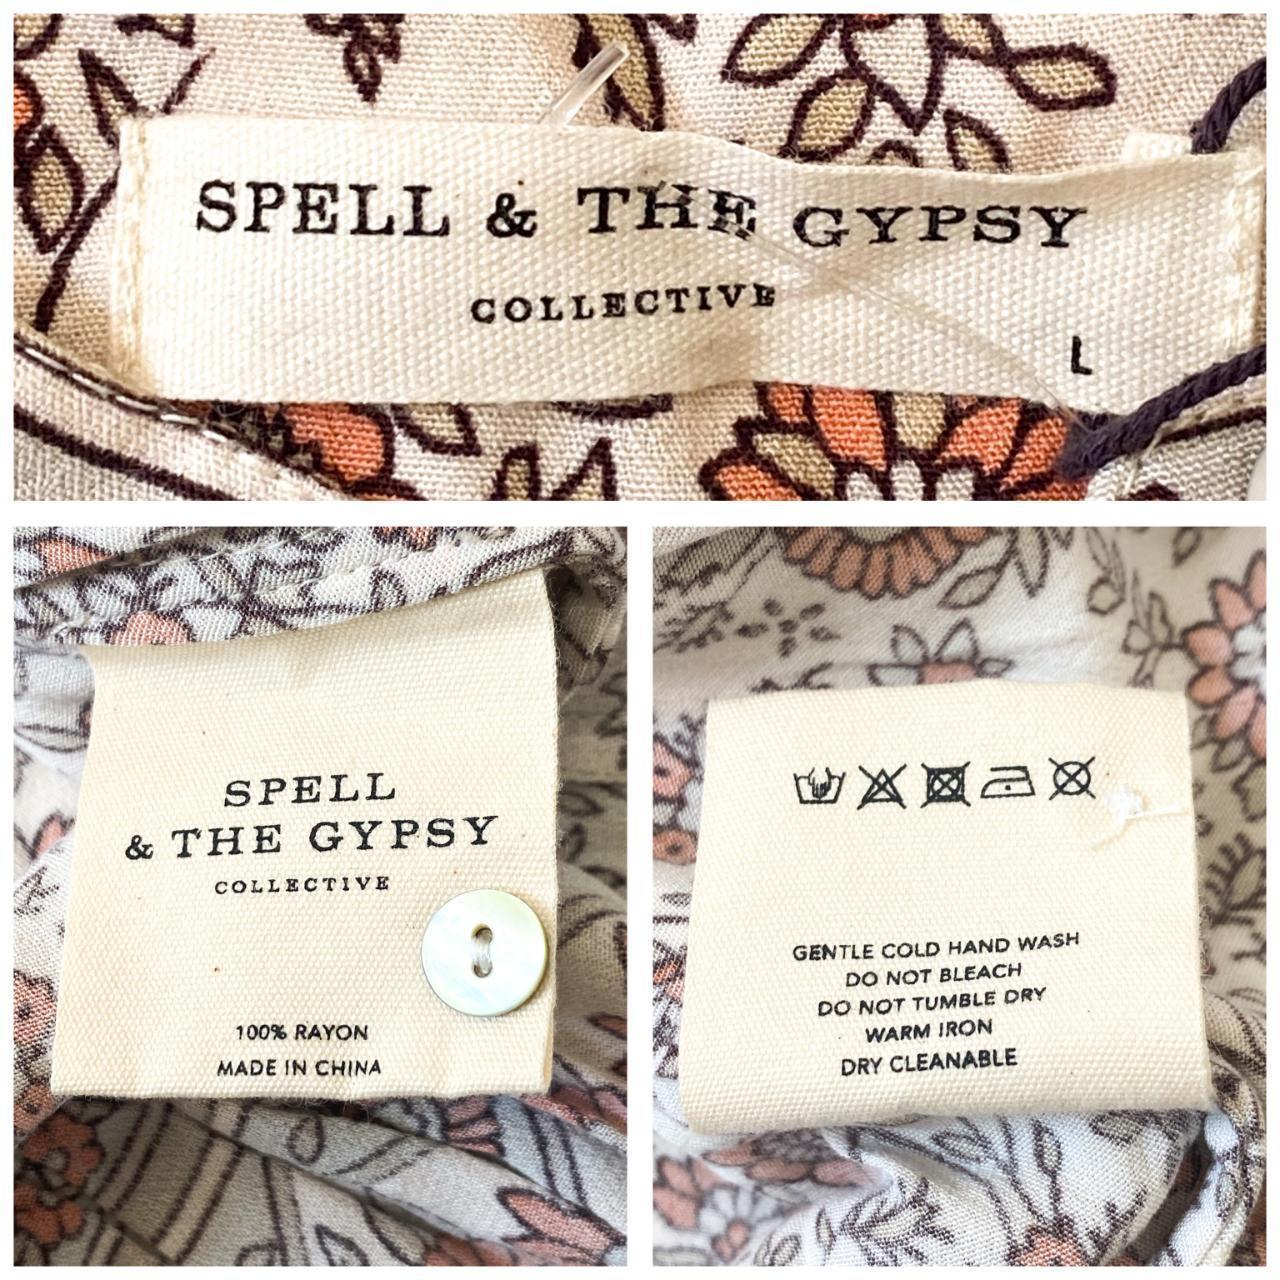 SPELL & THE GYPSY
COLLECTIVE
L
SPELL
& THE GYPSY
COLLECTIVE
100% RAYON
MADE IN CHINA
GENTLE COLD HAND WASH
DO NOT BLEACH
DO NOT TUMBLE DRY
WARM IRON
DRY CLEANABLE